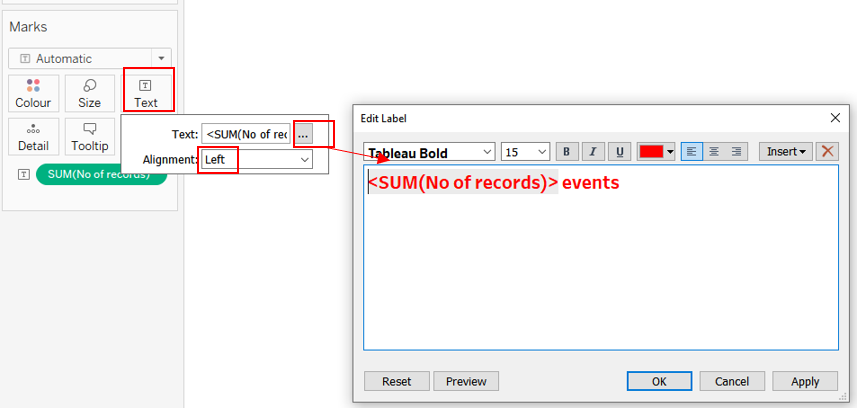 Marks
Automatic
Colour Size Text
Detail Tooltip
SUM(No of records)
Text: <SUM(No of rec ...
Alignment: Left
Edit Label
Tableau Bold 15 B I U Insert
<SUM(No of records)> events
Reset Preview OK Cancel Apply